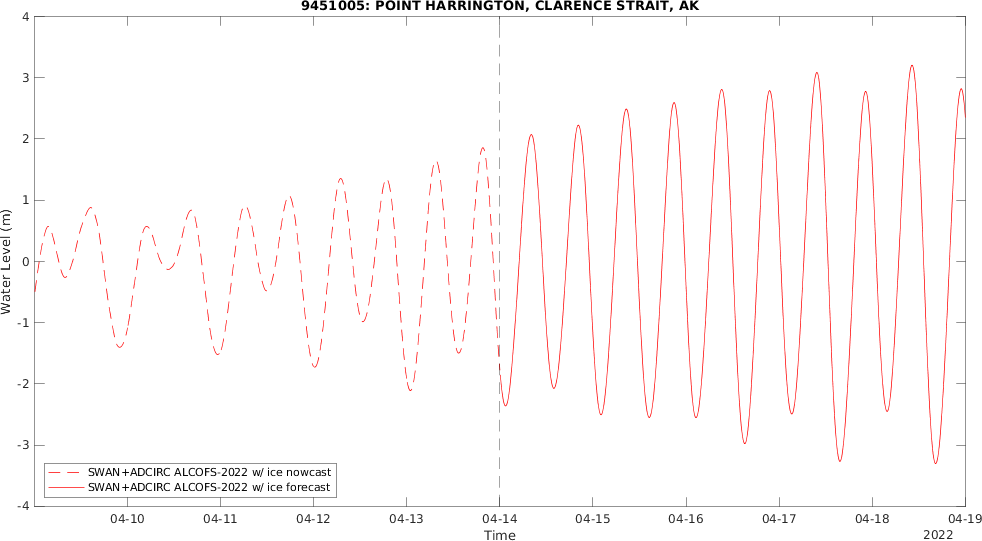 9451005: POINT HARRINGTON, CLARENCE STRAIT, AK
4
3
2
1
0
-1
-2
-3
-4
Water Level (m)
SWAN+ADCIRC ALCOFS-2022 w/ ice nowcast
SWAN+ADCIRC ALCOFS-2022 w/ ice forecast
04-10 04-11 04-12 04-13 04-14 04-15 04-16 04-17 04-18 04-19
Time
2022